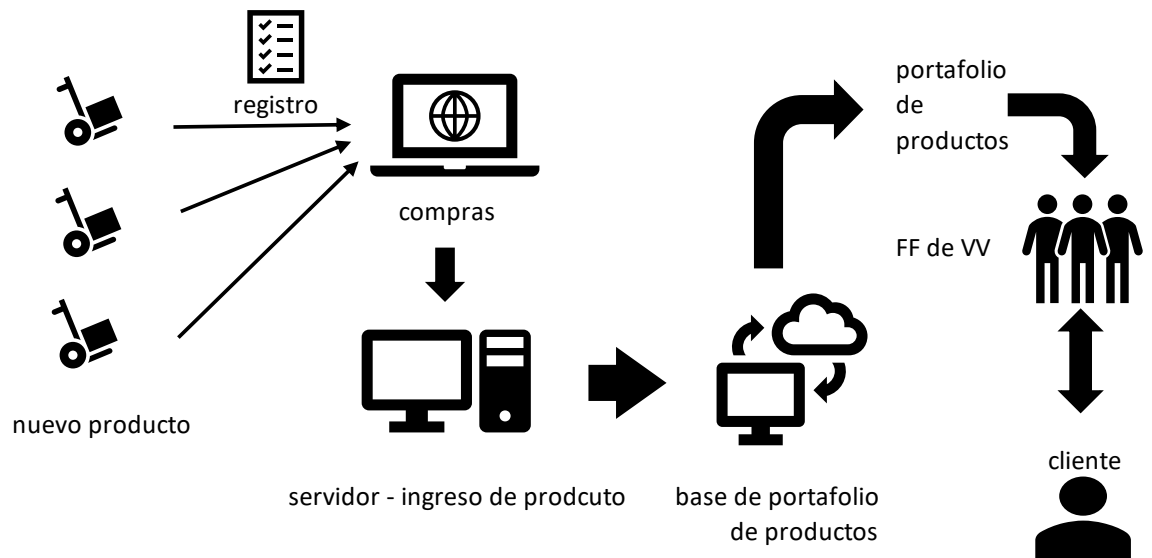 registro
compras
nuevo producto
servidor - ingreso de prodcuto
base de portafolio
de productos
portafolio
de
productos
FF de VV
cliente